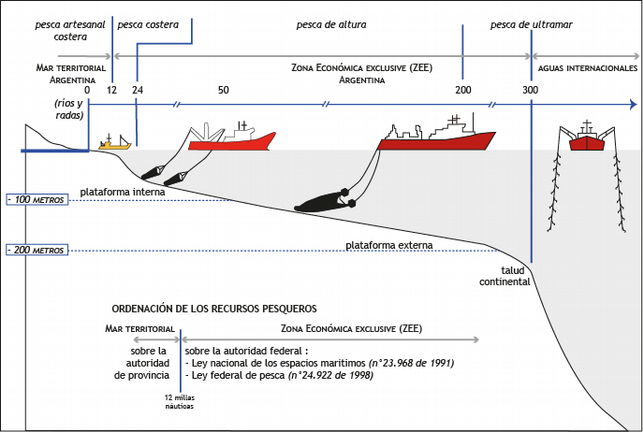 pesca artesanal
costera
pesca costera
pesca de altura
pesca de ultramar
MAR TERRITORIAL
ARGENTINA
ZONA ECONÓMICA EXCLUSIVE (ZEE)
ARGENTINA
AGUAS INTERNACIONALES
0 12 24 50 200 300
(rios y
radas)
plataforma interna
- 100 METROS
plataforma externa
- 200 METROS
talud
continental
ORDENACIÓN DE LOS RECURSOS PESQUEROS
MAR TERRITORIAL
ZONA ECONÓMICA EXCLUSIVE (ZEE)
sobre la
autoridad
de provincia
sobre la autoridad federal :
- Ley nacional de los espacios maritimos (n°23.968 de 1991)
- Ley federal de pesca (n°24.922 de 1998)
12 millas
náuticas